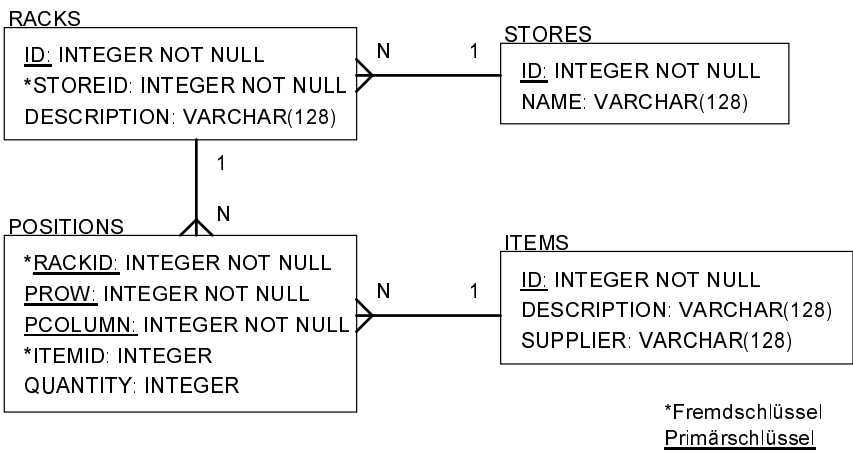 RACKS
ID: INTEGER NOT NULL
*STOREID: INTEGER NOT NULL
DESCRIPTION: VARCHAR(128)
N
1
STORES
ID: INTEGER NOT NULL
NAME: VARCHAR(128)
1
N
POSITIONS
*RACKID: INTEGER NOT NULL
PROW: INTEGER NOT NULL
PCOLUMN: INTEGER NOT NULL
*ITEMID: INTEGER
QUANTITY: INTEGER
N
1
ITEMS
ID: INTEGER NOT NULL
DESCRIPTION: VARCHAR(128)
SUPPLIER: VARCHAR(128)
*Fremdschlüssel
Primärschlüssel